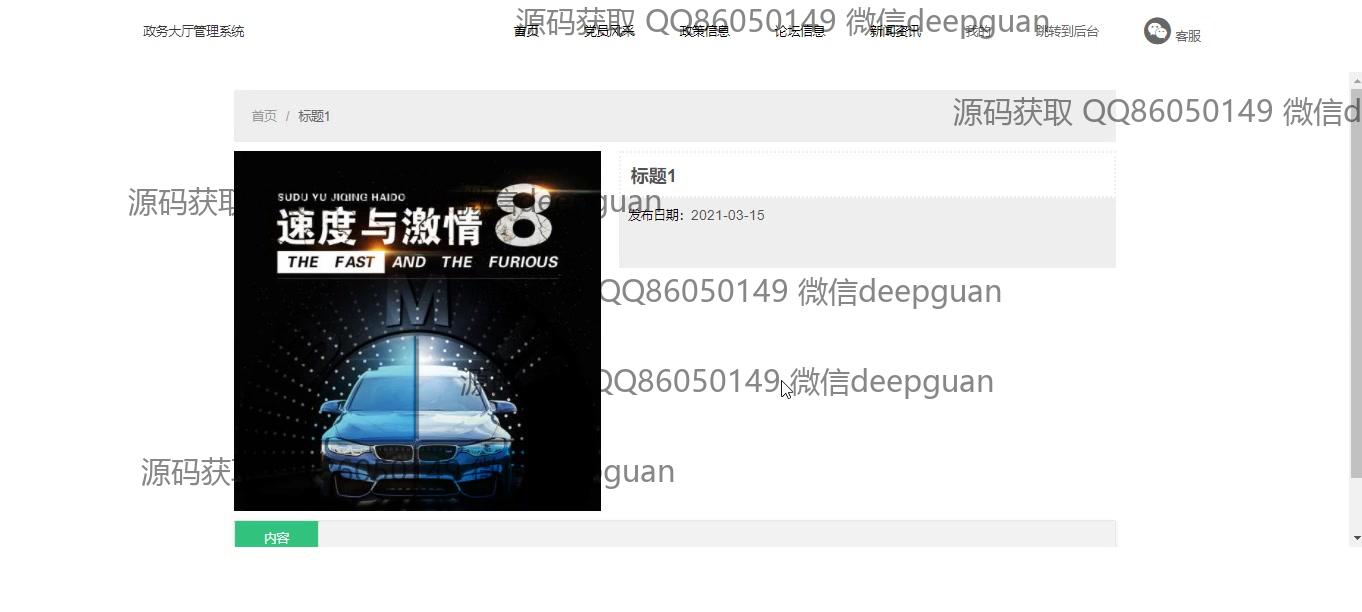 政务大厅管理系统 首页 党员风采 政策信息 论坛信息 新闻资讯 我的 跳转到后台 客服
源码获取 QQ86050149 微信deepguan
首页 / 标题1
源码获取 QQ86050149 微信d
标题1
源码获取
deepguan
SUDU YU JIQING HAIDO
速度与激情 8
THE FAST AND THE FURIOUS
发布日期：2021-03-15
QQ86050149 微信deepguan
M
QQ86050149 微信deepguan
源码获
guan
内容